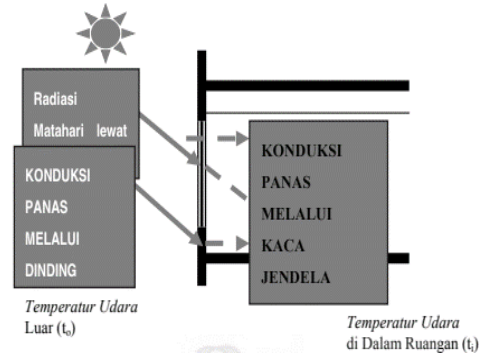 Radiasi
Matahari lewat
KONDUKSI
PANAS
MELALUI
DINDING
KONDUKSI
PANAS
MELALUI
KACA
JENDELA
Temperatur Udara
Luar (tₒ)
Temperatur Udara
di Dalam Ruangan (tᵢ)